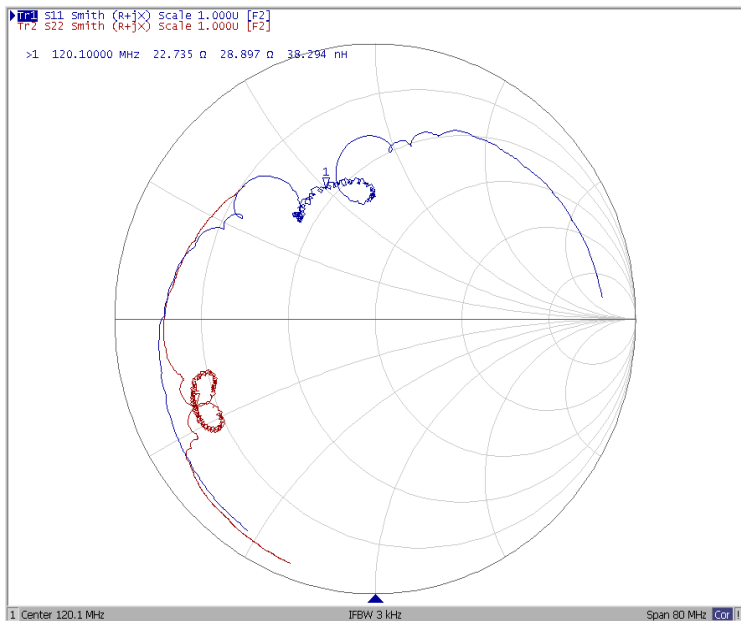 Tr1 S11 Smith (R+jX) Scale 1.000U [F2]
Tr2 S22 Smith (R+jX) Scale 1.000U [F2]
>1 120.10000 MHz 22.735 Ω 28.897 Ω 38.294 nH
1
1 Center 120.1 MHz IFBW 3 kHz Span 80 MHz Cor !